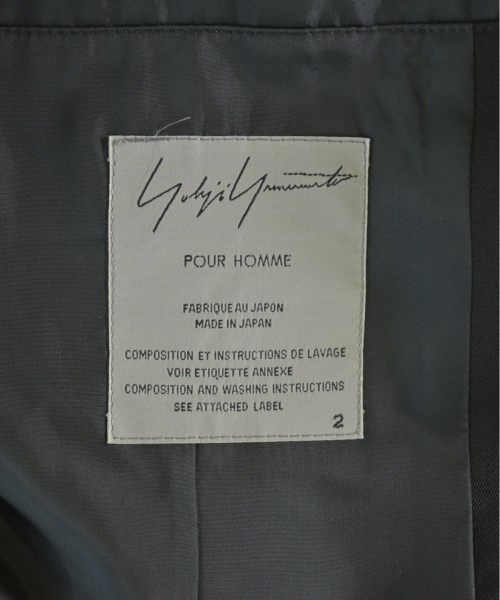 Yohji Yamamoto
POUR HOMME
FABRIQUE AU JAPON
MADE IN JAPAN
COMPOSITION ET INSTRUCTIONS DE LAVAGE
VOIR ETIQUETTE ANNEXE
COMPOSITION AND WASHING INSTRUCTIONS
SEE ATTACHED LABEL
2